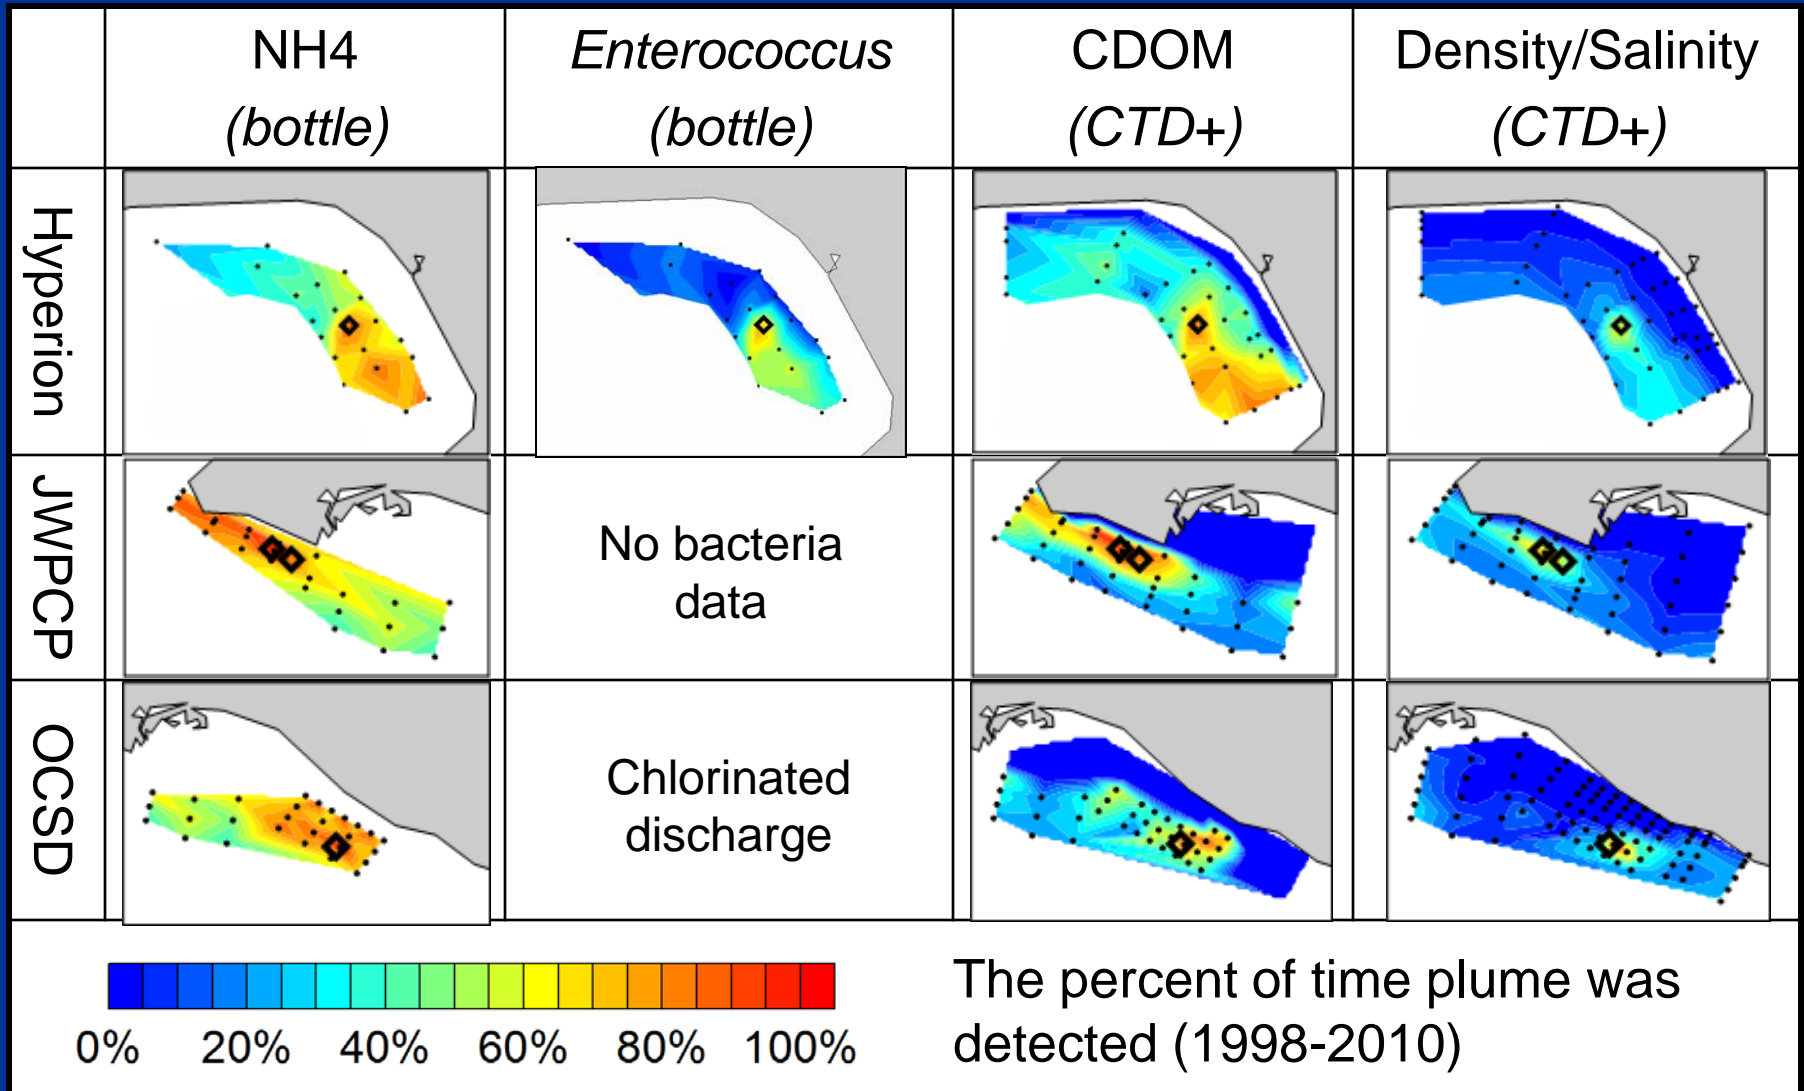 NH4
(bottle)
Enterococcus
(bottle)
CDOM
(CTD+)
Density/Salinity
(CTD+)
Hyperion
JWPCP
No bacteria
data
OCSD
Chlorinated
discharge
0% 20% 40% 60% 80% 100%
The percent of time plume was
detected (1998-2010)